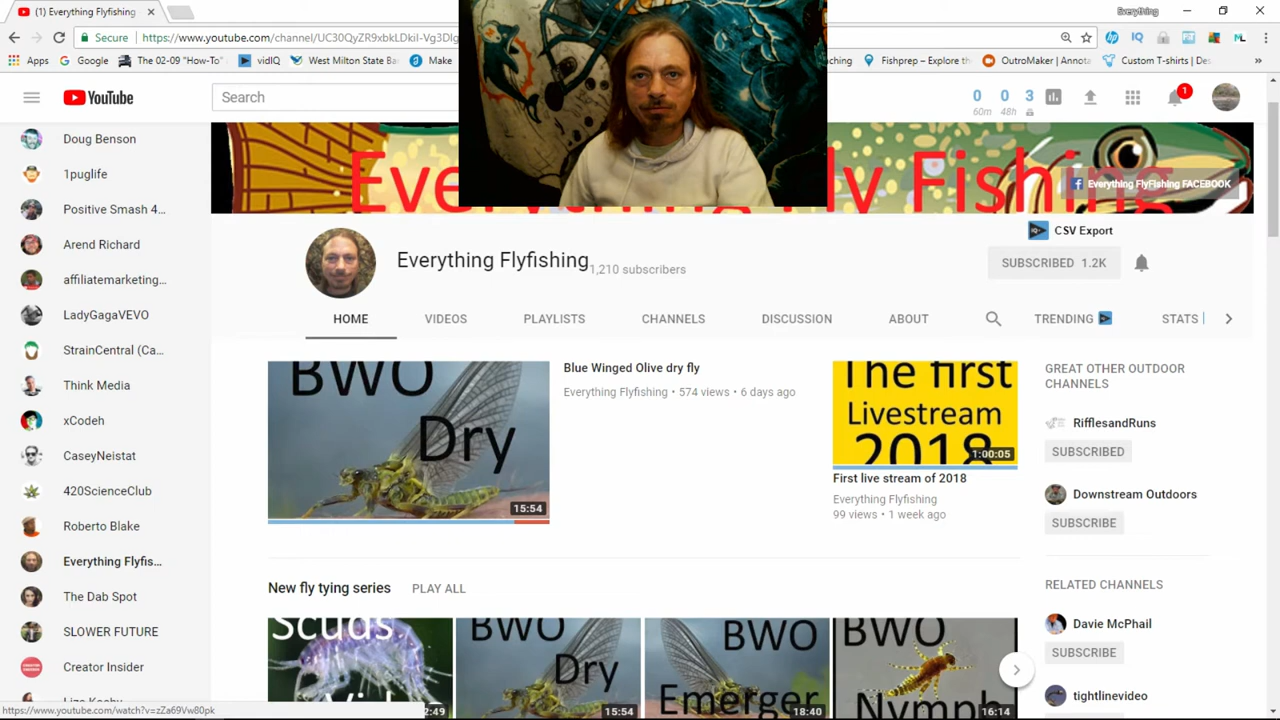 (1) Everything Flyfishing
Everything
Secure
https://www.youtube.com/channel/UC30QyZR9xbkLDkiI-Vg3Dlg
Apps
Google
The 02-09 "How-To"
vidIQ
West Milton State Ba
Make
ching
Fishprep – Explore th
OutroMaker | Annota
Custom T-shirts | Des
»
YouTube
Search
0 0 3
60m 48h
1
Doug Benson
1puglife
Positive Smash 4...
Arend Richard
affiliatemarketing...
LadyGagaVEVO
StrainCentral (Ca...
Think Media
xCodeh
CaseyNeistat
420ScienceClub
Roberto Blake
Everything Flyfis...
The Dab Spot
SLOWER FUTURE
Creator Insider
Everything FlyFishing FACEBOOK
CSV Export
Everything Flyfishing
1,210 subscribers
SUBSCRIBED 1.2K
HOME
VIDEOS
PLAYLISTS
CHANNELS
DISCUSSION
ABOUT
TRENDING
STATS
BWO
Dry
15:54
Blue Winged Olive dry fly
Everything Flyfishing • 574 views • 6 days ago
The first
Livestream
2018
1:00:05
First live stream of 2018
Everything Flyfishing
99 views • 1 week ago
GREAT OTHER OUTDOOR
CHANNELS
RifflesandRuns
SUBSCRIBED
Downstream Outdoors
SUBSCRIBE
RELATED CHANNELS
Davie McPhail
SUBSCRIBE
tightlinevideo
New fly tying series
PLAY ALL
Scuds
2:49
BWO
Dry
15:54
BWO
Emerger
18:40
BWO
Nymph
16:14
https://www.youtube.com/watch?v=zZa69Vw80pk